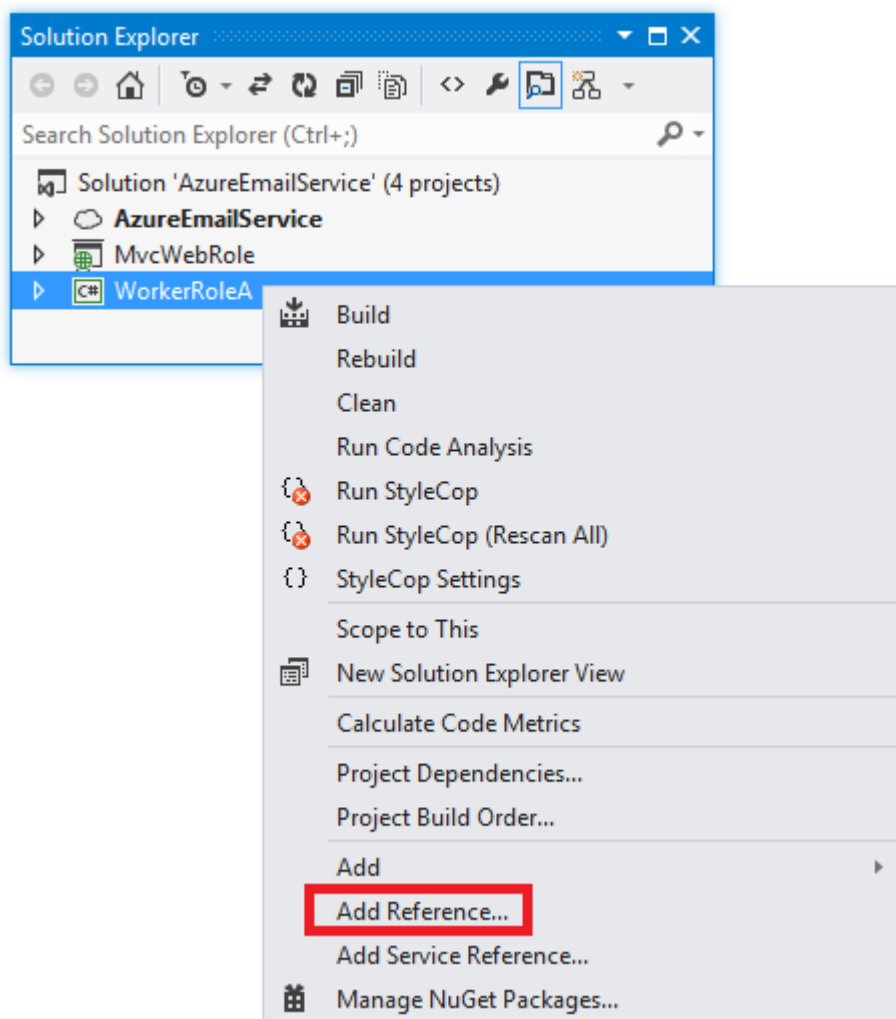 Solution Explorer
Search Solution Explorer (Ctrl+;)
Solution 'AzureEmailService' (4 projects)
AzureEmailService
MvcWebRole
C# WorkerRoleA
Build
Rebuild
Clean
Run Code Analysis
Run StyleCop
Run StyleCop (Rescan All)
StyleCop Settings
Scope to This
New Solution Explorer View
Calculate Code Metrics
Project Dependencies...
Project Build Order...
Add
Add Reference...
Add Service Reference...
Manage NuGet Packages...